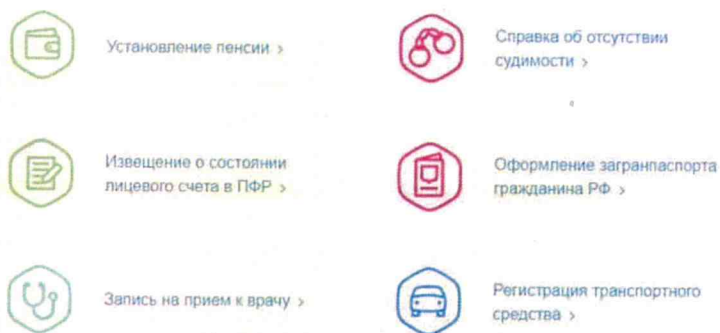 Установление пенсии >
Справка об отсутствии
судимости >
Извещение о состоянии
лицевого счета в ПФР >
Оформление загранпаспорта
гражданина РФ >
Запись на прием к врачу >
Регистрация транспортного
средства >